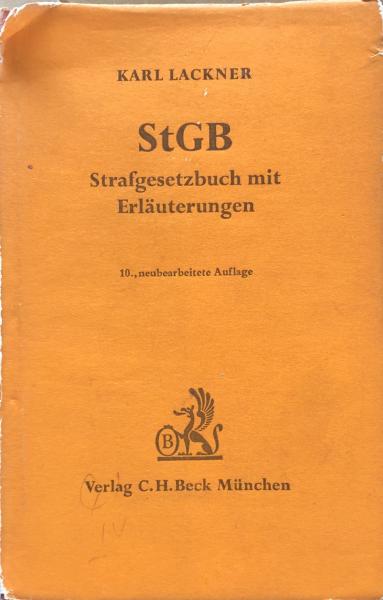 KARL LACKNER
StGB
Strafgesetzbuch mit
Erläuterungen
10., neubearbeitete Auflage
B
Verlag C.H.Beck München